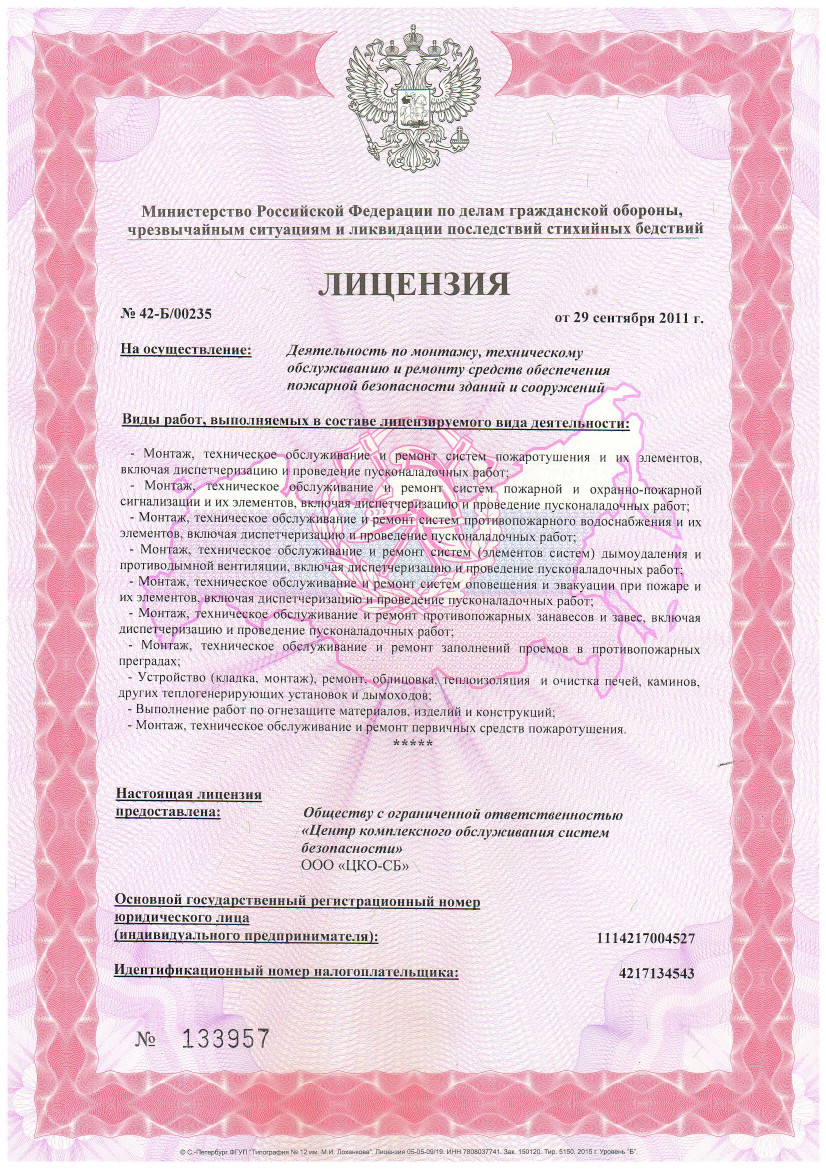 Министерство Российской Федерации по делам гражданской обороны,
чрезвычайным ситуациям и ликвидации последствий стихийных бедствий
ЛИЦЕНЗИЯ
№ 42-Б/00235
от 29 сентября 2011 г.
На осуществление: Деятельность по монтажу, техническому
обслуживанию и ремонту средств обеспечения
пожарной безопасности зданий и сооружений
Виды работ, выполняемых в составе лицензируемого вида деятельности:
- Монтаж, техническое обслуживание и ремонт систем пожаротушения и их элементов,
включая диспетчеризацию и проведение пусконаладочных работ;
- Монтаж, техническое обслуживание и ремонт систем пожарной и охранно-пожарной
сигнализации и их элементов, включая диспетчеризацию и проведение пусконаладочных работ;
- Монтаж, техническое обслуживание и ремонт систем противопожарного водоснабжения и их
элементов, включая диспетчеризацию и проведение пусконаладочных работ;
- Монтаж, техническое обслуживание и ремонт систем (элементов систем) дымоудаления и
противодымной вентиляции, включая диспетчеризацию и проведение пусконаладочных работ;
- Монтаж, техническое обслуживание и ремонт систем оповещения и эвакуации при пожаре и
их элементов, включая диспетчеризацию и проведение пусконаладочных работ;
- Монтаж, техническое обслуживание и ремонт противопожарных занавесов и завес, включая
диспетчеризацию и проведение пусконаладочных работ;
- Монтаж, техническое обслуживание и ремонт заполнений проемов в противопожарных
преградах;
- Устройство (кладка, монтаж), ремонт, облицовка, теплоизоляция и очистка печей, каминов,
других теплогенерирующих установок и дымоходов;
- Выполнение работ по огнезащите материалов, изделий и конструкций;
- Монтаж, техническое обслуживание и ремонт первичных средств пожаротушения.
*****
Настоящая лицензия
предоставлена: Обществу с ограниченной ответственностью
«Центр комплексного обслуживания систем
безопасности»
ООО «ЦКО-СБ»
Основной государственный регистрационный номер
юридического лица
(индивидуального предпринимателя): 1114217004527
Идентификационный номер налогоплательщика: 4217134543
№ 133957
© С.-Петербург ФГУП "Типография № 12 им. М.И. Лоханкова". Лицензия 05-05-09/19. ИНН 7808037741. Зак. 150120. Тир. 5150. 2015 г. Уровень "Б".